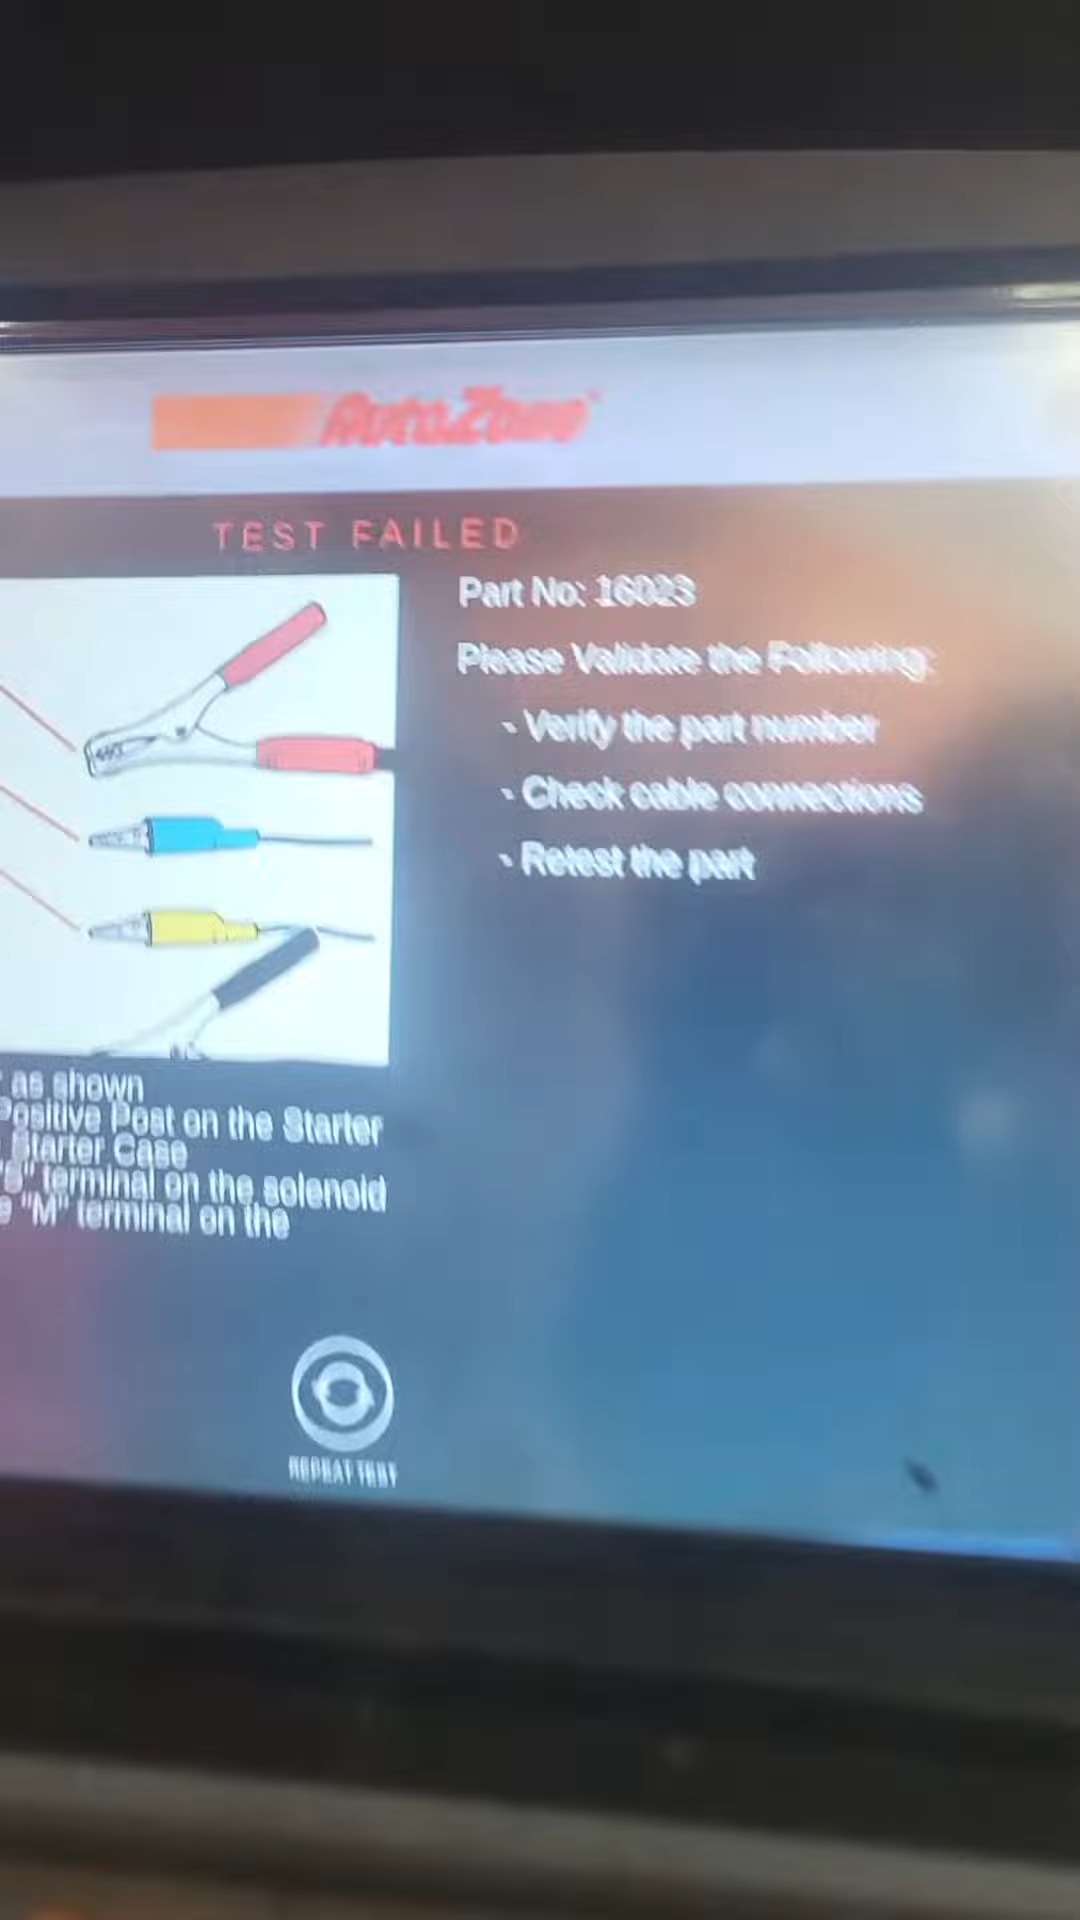 AutoZone
TEST FAILED
Part No: 16023
Please Validate the Following:
- Verify the part number
- Check cable connections
- Retest the part
as shown
Positive Post on the Starter
Starter Case
"S" terminal on the solenoid
"M" terminal on the
REPEAT TEST